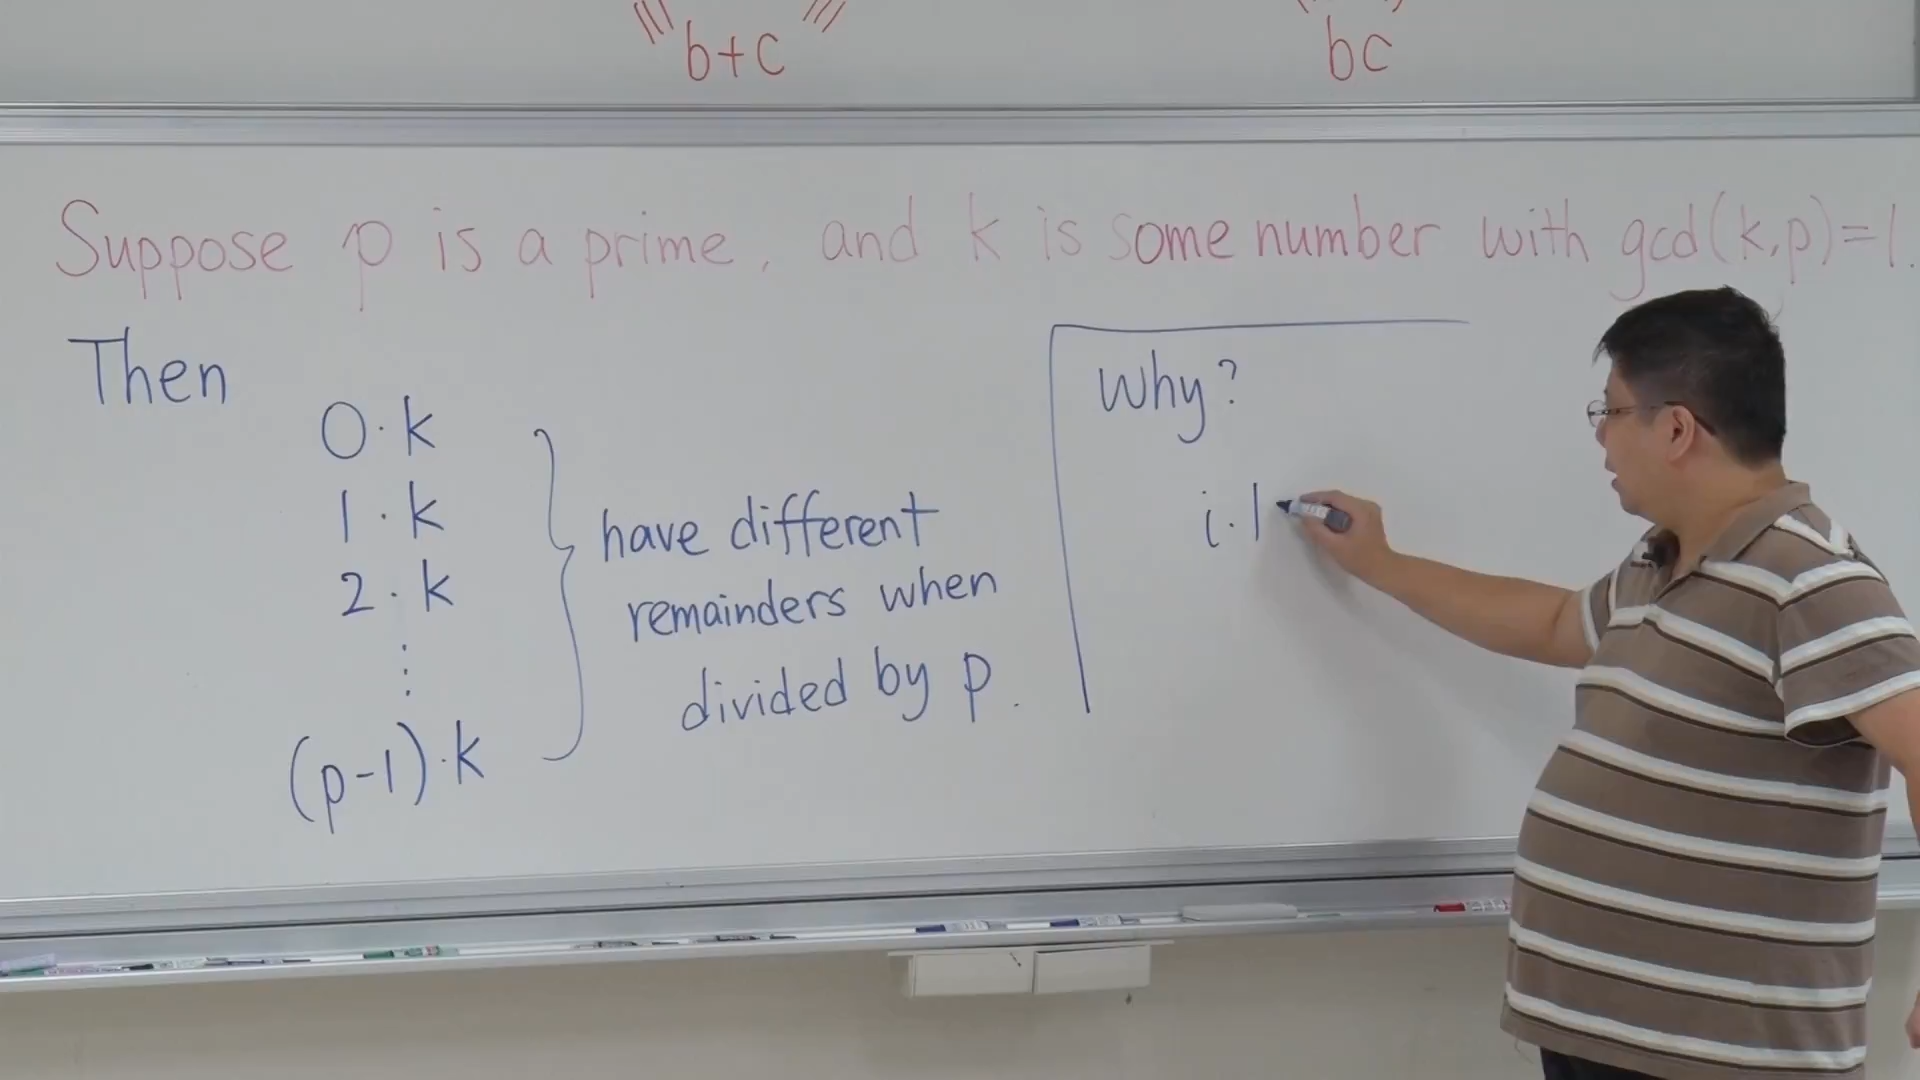 b+c
bc
Suppose p is a prime, and k is some number with gcd(k,p)=1.
Then
0·k
1·k
2·k
⋮
(p-1)·k
have different
remainders when
divided by p.
Why?
i·l